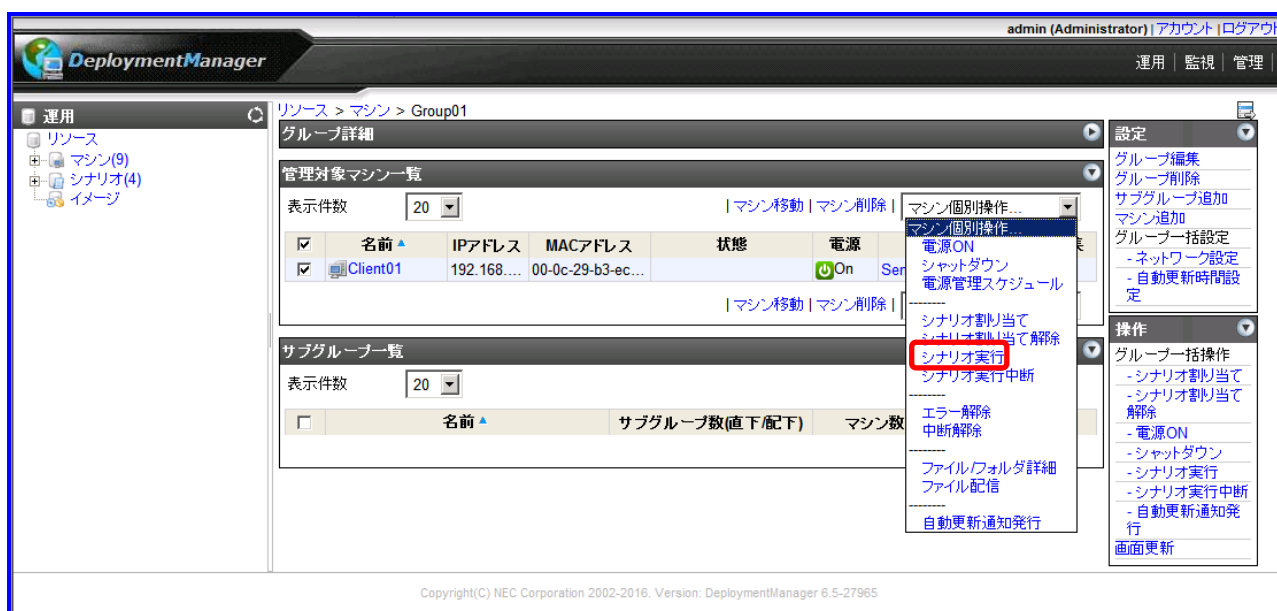 admin (Administrator) | アカウント | ログアウト
DeploymentManager
運用 | 監視 | 管理 |
運用
リソース
マシン(9)
シナリオ(4)
イメージ
リソース > マシン > Group01
グループ詳細
管理対象マシン一覧
表示件数 20 | マシン移動 | マシン削除 | マシン個別操作...
名前 IPアドレス MACアドレス 状態 電源
Client01 192.168.... 00-0c-29-b3-ec... On Ser
| マシン移動 | マシン削除 |
マシン個別操作...
電源ON
シャットダウン
電源管理スケジュール
--------
シナリオ割り当て
シナリオ割り当て解除
シナリオ実行
シナリオ実行中断
--------
エラー解除
中断解除
--------
ファイル/フォルダ詳細
ファイル配信
--------
自動更新通知発行
サブグループ一覧
表示件数 20
名前 サブグループ数(直下/配下) マシン数
設定
グループ編集
グループ削除
サブグループ追加
マシン追加
グループ一括設定
- ネットワーク設定
- 自動更新時間設
定
操作
グループ一括操作
- シナリオ割り当て
- シナリオ割り当て
解除
- 電源ON
- シャットダウン
- シナリオ実行
- シナリオ実行中断
- 自動更新通知発
行
画面更新
Copyright(C) NEC Corporation 2002-2016. Version: DeploymentManager 6.5-27965